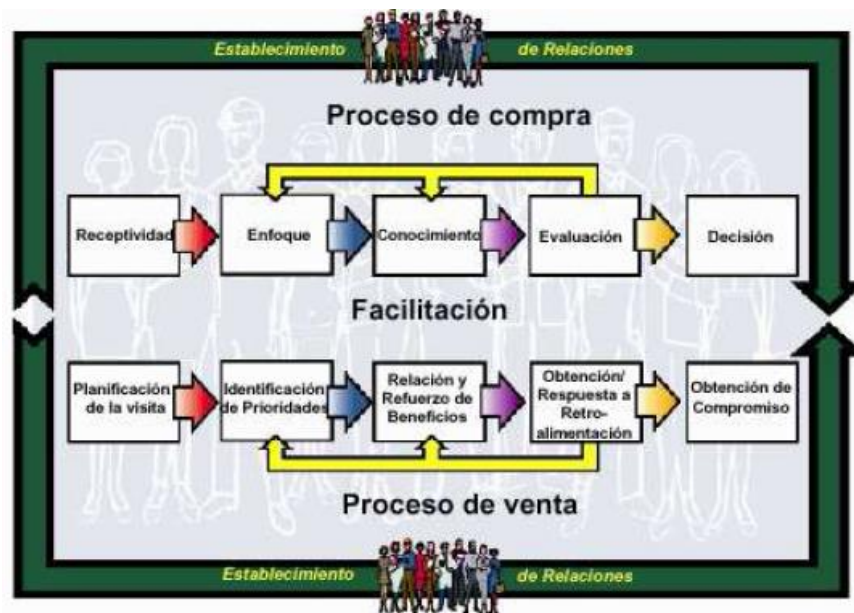 Establecimiento de Relaciones
Proceso de compra
Receptividad
Enfoque
Conocimiento
Evaluación
Decisión
Facilitación
Planificación
de la visita
Identificación
de Prioridades
Relación y
Refuerzo de
Beneficios
Obtención/
Respuesta a
Retro-
alimentación
Obtención de
Compromiso
Proceso de venta
Establecimiento de Relaciones